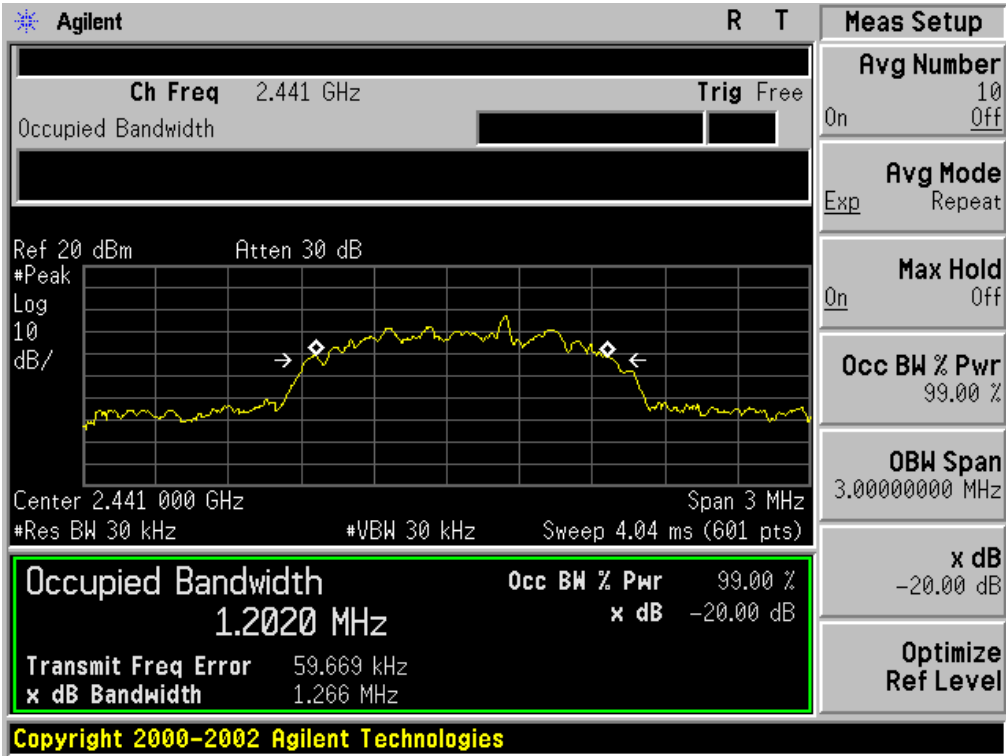 Agilent R T
Meas Setup
Ch Freq 2.441 GHz Trig Free
Occupied Bandwidth
Ref 20 dBm Atten 30 dB
#Peak
Log
10
dB/
Center 2.441 000 GHz Span 3 MHz
#Res BW 30 kHz #VBW 30 kHz Sweep 4.04 ms (601 pts)
Occupied Bandwidth
1.2020 MHz
Occ BW % Pwr 99.00 %
x dB -20.00 dB
Transmit Freq Error 59.669 kHz
x dB Bandwidth 1.266 MHz
Avg Number
10
On Off
Avg Mode
Exp Repeat
Max Hold
On Off
Occ BW % Pwr
99.00 %
OBW Span
3.00000000 MHz
x dB
-20.00 dB
Optimize
Ref Level
Copyright 2000-2002 Agilent Technologies